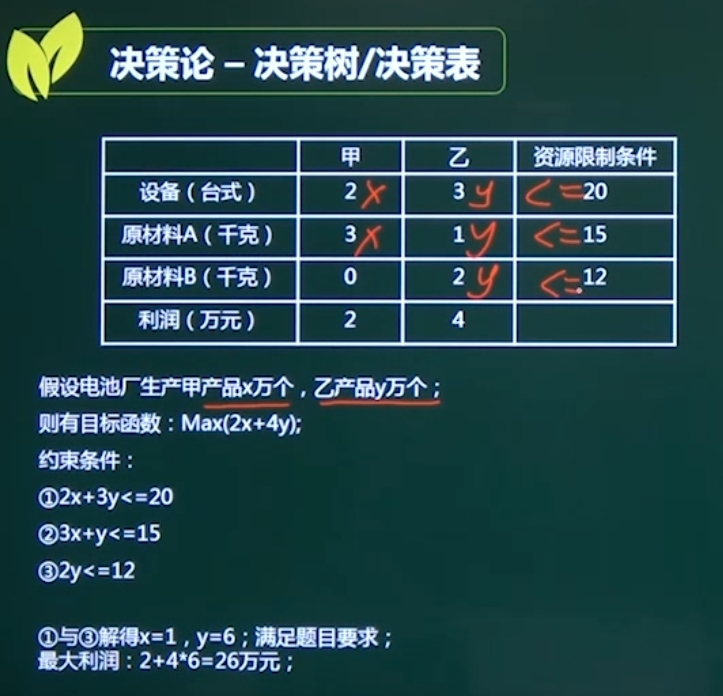 决策论 – 决策树/决策表
甲 乙 资源限制条件
设备（台式） 2 x 3 y <= 20
原材料A（千克） 3 x 1 y <= 15
原材料B（千克） 0 2 y <= 12
利润（万元） 2 4
假设电池厂生产甲产品x万个，乙产品y万个；
则有目标函数：Max(2x+4y);
约束条件：
①2x+3y<=20
②3x+y<=15
③2y<=12
①与③解得x=1，y=6；满足题目要求；
最大利润：2+4*6=26万元；